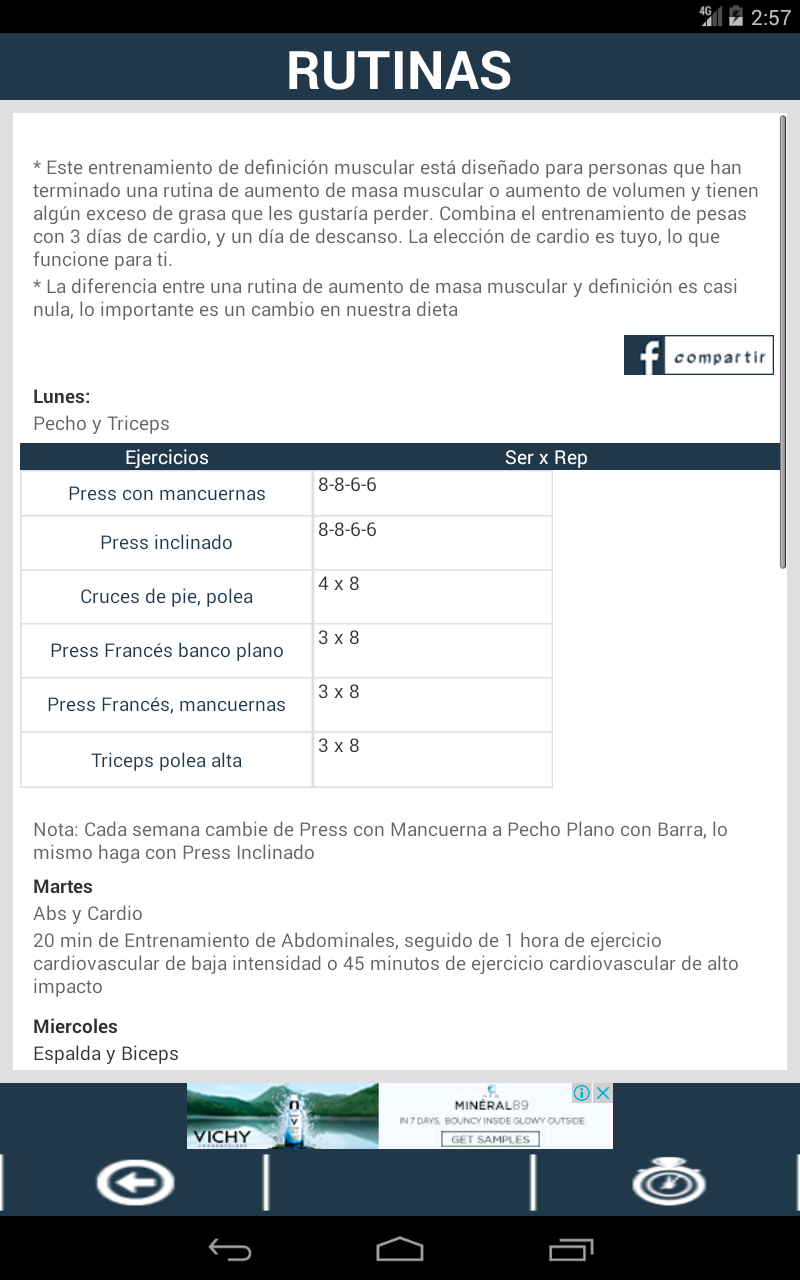 4G 2:57
RUTINAS
* Este entrenamiento de definición muscular está diseñado para personas que han
terminado una rutina de aumento de masa muscular o aumento de volumen y tienen
algún exceso de grasa que les gustaría perder. Combina el entrenamiento de pesas
con 3 días de cardio, y un día de descanso. La elección de cardio es tuyo, lo que
funcione para ti.
* La diferencia entre una rutina de aumento de masa muscular y definición es casi
nula, lo importante es un cambio en nuestra dieta
f compartir
Lunes:
Pecho y Triceps
Ejercicios Ser x Rep
Press con mancuernas 8-8-6-6
Press inclinado 8-8-6-6
Cruces de pie, polea 4 x 8
Press Francés banco plano 3 x 8
Press Francés, mancuernas 3 x 8
Triceps polea alta 3 x 8
Nota: Cada semana cambie de Press con Mancuerna a Pecho Plano con Barra, lo
mismo haga con Press Inclinado
Martes
Abs y Cardio
20 min de Entrenamiento de Abdominales, seguido de 1 hora de ejercicio
cardiovascular de baja intensidad o 45 minutos de ejercicio cardiovascular de alto
impacto
Miercoles
Espalda y Biceps
VICHY
MINÉRAL89
IN 7 DAYS, BOUNCY INSIDE GLOWY OUTSIDE
GET SAMPLES